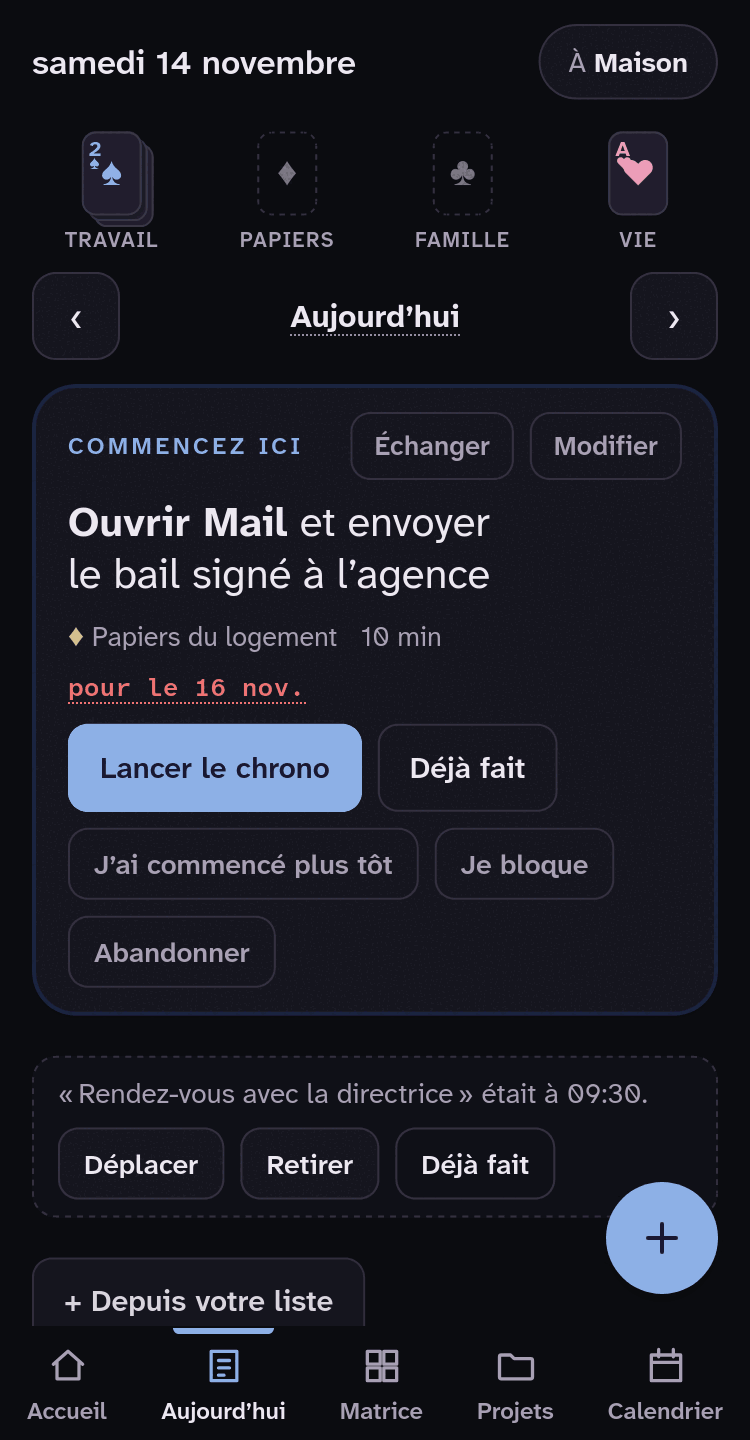 samedi 14 novembre
À Maison
2
A
TRAVAIL
PAPIERS
FAMILLE
VIE
‹
Aujourd’hui
›
COMMENCEZ ICI
Échanger
Modifier
Ouvrir Mail et envoyer
le bail signé à l’agence
Papiers du logement 10 min
pour le 16 nov.
Lancer le chrono
Déjà fait
J’ai commencé plus tôt
Je bloque
Abandonner
« Rendez-vous avec la directrice » était à 09:30.
Déplacer
Retirer
Déjà fait
+
+ Depuis votre liste
Accueil
Aujourd’hui
Matrice
Projets
Calendrier